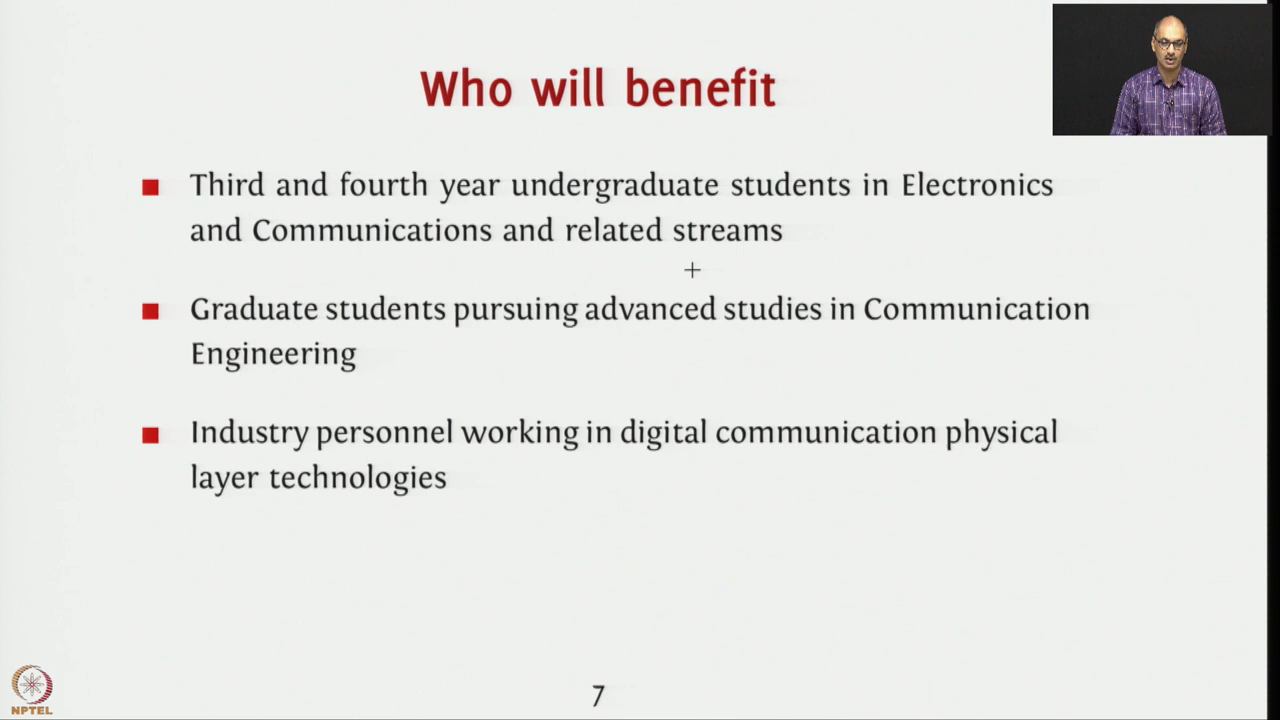 Who will benefit
Third and fourth year undergraduate students in Electronics
and Communications and related streams
Graduate students pursuing advanced studies in Communication
Engineering
Industry personnel working in digital communication physical
layer technologies
NPTEL
7